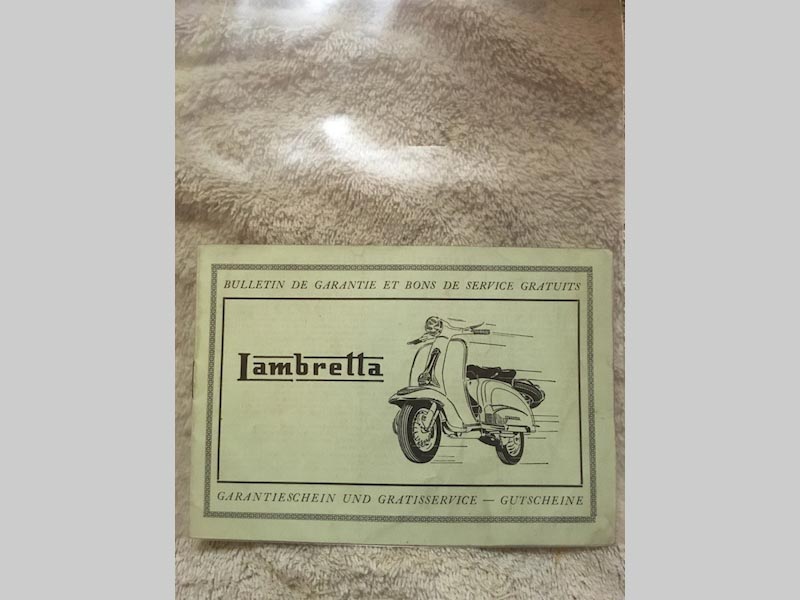 BULLETIN DE GARANTIE ET BONS DE SERVICE GRATUITS
Lambretta
GARANTIESCHEIN UND GRATISSERVICE — GUTSCHEINE